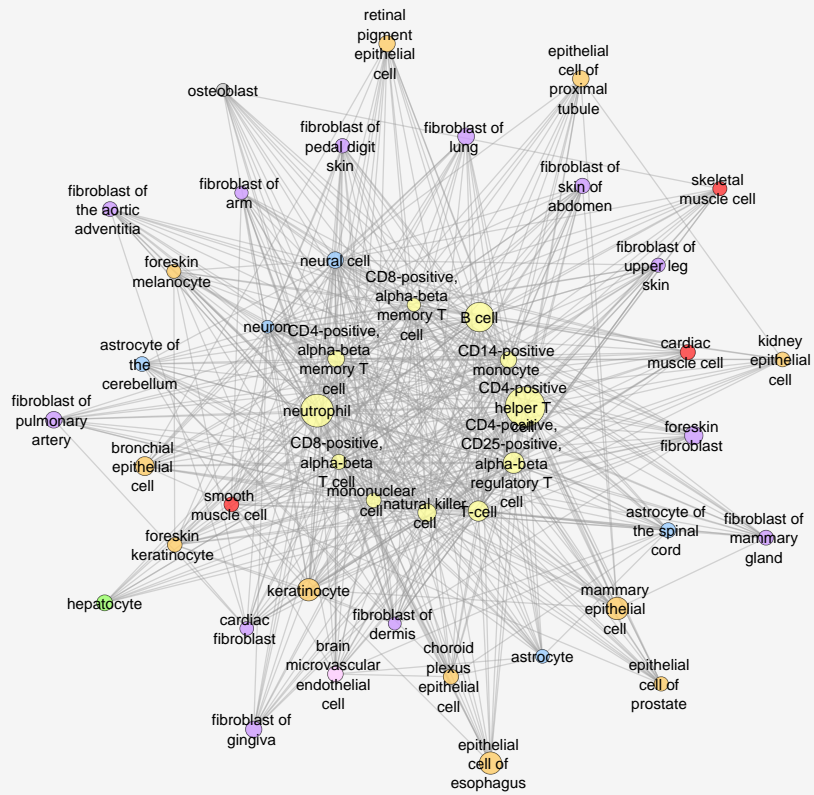 retinal
pigment
epithelial
cell
epithelial
cell of
proximal
tubule
osteoblast
fibroblast of
pedal digit
skin
fibroblast of
lung
fibroblast of
the aortic
adventitia
fibroblast of
arm
fibroblast of
skin of
abdomen
skeletal
muscle cell
foreskin
melanocyte
neural cell
CD8-positive,
alpha-beta
memory T
cell
fibroblast of
upper leg
skin
B cell
neuron
CD4-positive,
alpha-beta
memory T
cell
CD14-positive
monocyte
astrocyte of
the
cerebellum
cardiac
muscle cell
kidney
epithelial
cell
fibroblast of
pulmonary
artery
neutrophil
CD4-positive
helper T
cell
CD4-positive,
CD25-positive,
alpha-beta
regulatory T
cell
foreskin
fibroblast
bronchial
epithelial
cell
CD8-positive,
alpha-beta
T cell
smooth
muscle cell
mononuclear
cell
natural killer
cell
T-cell
foreskin
keratinocyte
astrocyte of
the spinal
cord
fibroblast of
mammary
gland
hepatocyte
keratinocyte
cardiac
fibroblast
fibroblast of
dermis
mammary
epithelial
cell
brain
microvascular
endothelial
cell
choroid
plexus
epithelial
cell
astrocyte
epithelial
cell of
prostate
fibroblast of
gingiva
epithelial
cell of
esophagus